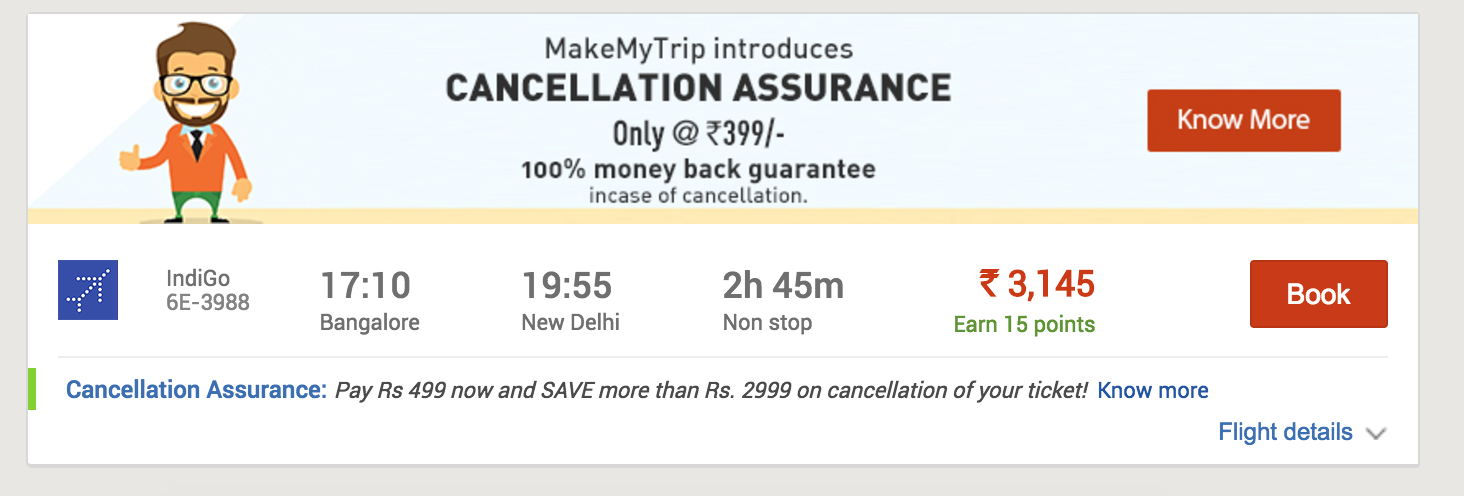 MakeMyTrip introduces
CANCELLATION ASSURANCE
Only @ ₹399/-
100% money back guarantee
incase of cancellation.
Know More
IndiGo
6E-3988
17:10
Bangalore
19:55
New Delhi
2h 45m
Non stop
₹ 3,145
Earn 15 points
Book
Cancellation Assurance: Pay Rs 499 now and SAVE more than Rs. 2999 on cancellation of your ticket! Know more
Flight details